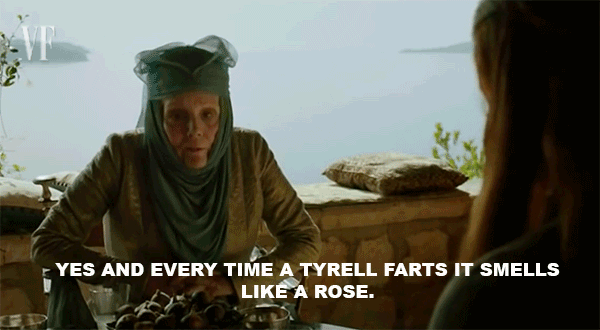 VF
YES AND EVERY TIME A TYRELL FARTS IT SMELLS
LIKE A ROSE.